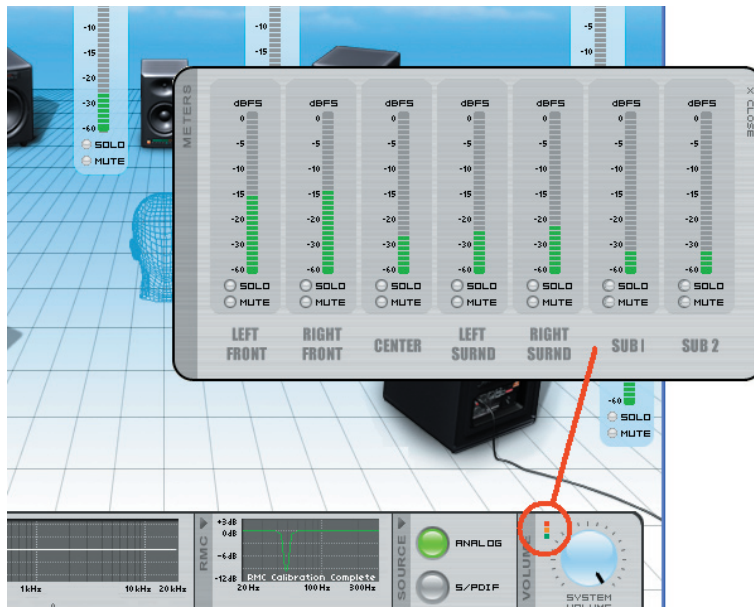 -10
-15
-20
-30
-60
SOLO
MUTE
-10
-15
-5
-10
METERS
X CLOSE
dBFS dBFS dBFS dBFS dBFS dBFS dBFS
0 0 0 0 0 0 0
-5 -5 -5 -5 -5 -5 -5
-10 -10 -10 -10 -10 -10 -10
-15 -15 -15 -15 -15 -15 -15
-20 -20 -20 -20 -20 -20 -20
-30 -30 -30 -30 -30 -30 -30
-60 -60 -60 -60 -60 -60 -60
SOLO SOLO SOLO SOLO SOLO SOLO SOLO
MUTE MUTE MUTE MUTE MUTE MUTE MUTE
LEFT FRONT
RIGHT FRONT
CENTER
LEFT SURND
RIGHT SURND
SUB 1
SUB 2
-60
SOLO
MUTE
1kHz 10 kHz 20 kHz
RMC
+3dB
0dB
-6dB
-12dB
RMC Calibration Complete
20 Hz 100 Hz 300Hz
SOURCE
ANALOG
S/PDIF
VOLUME
SYSTEM
VOLUME